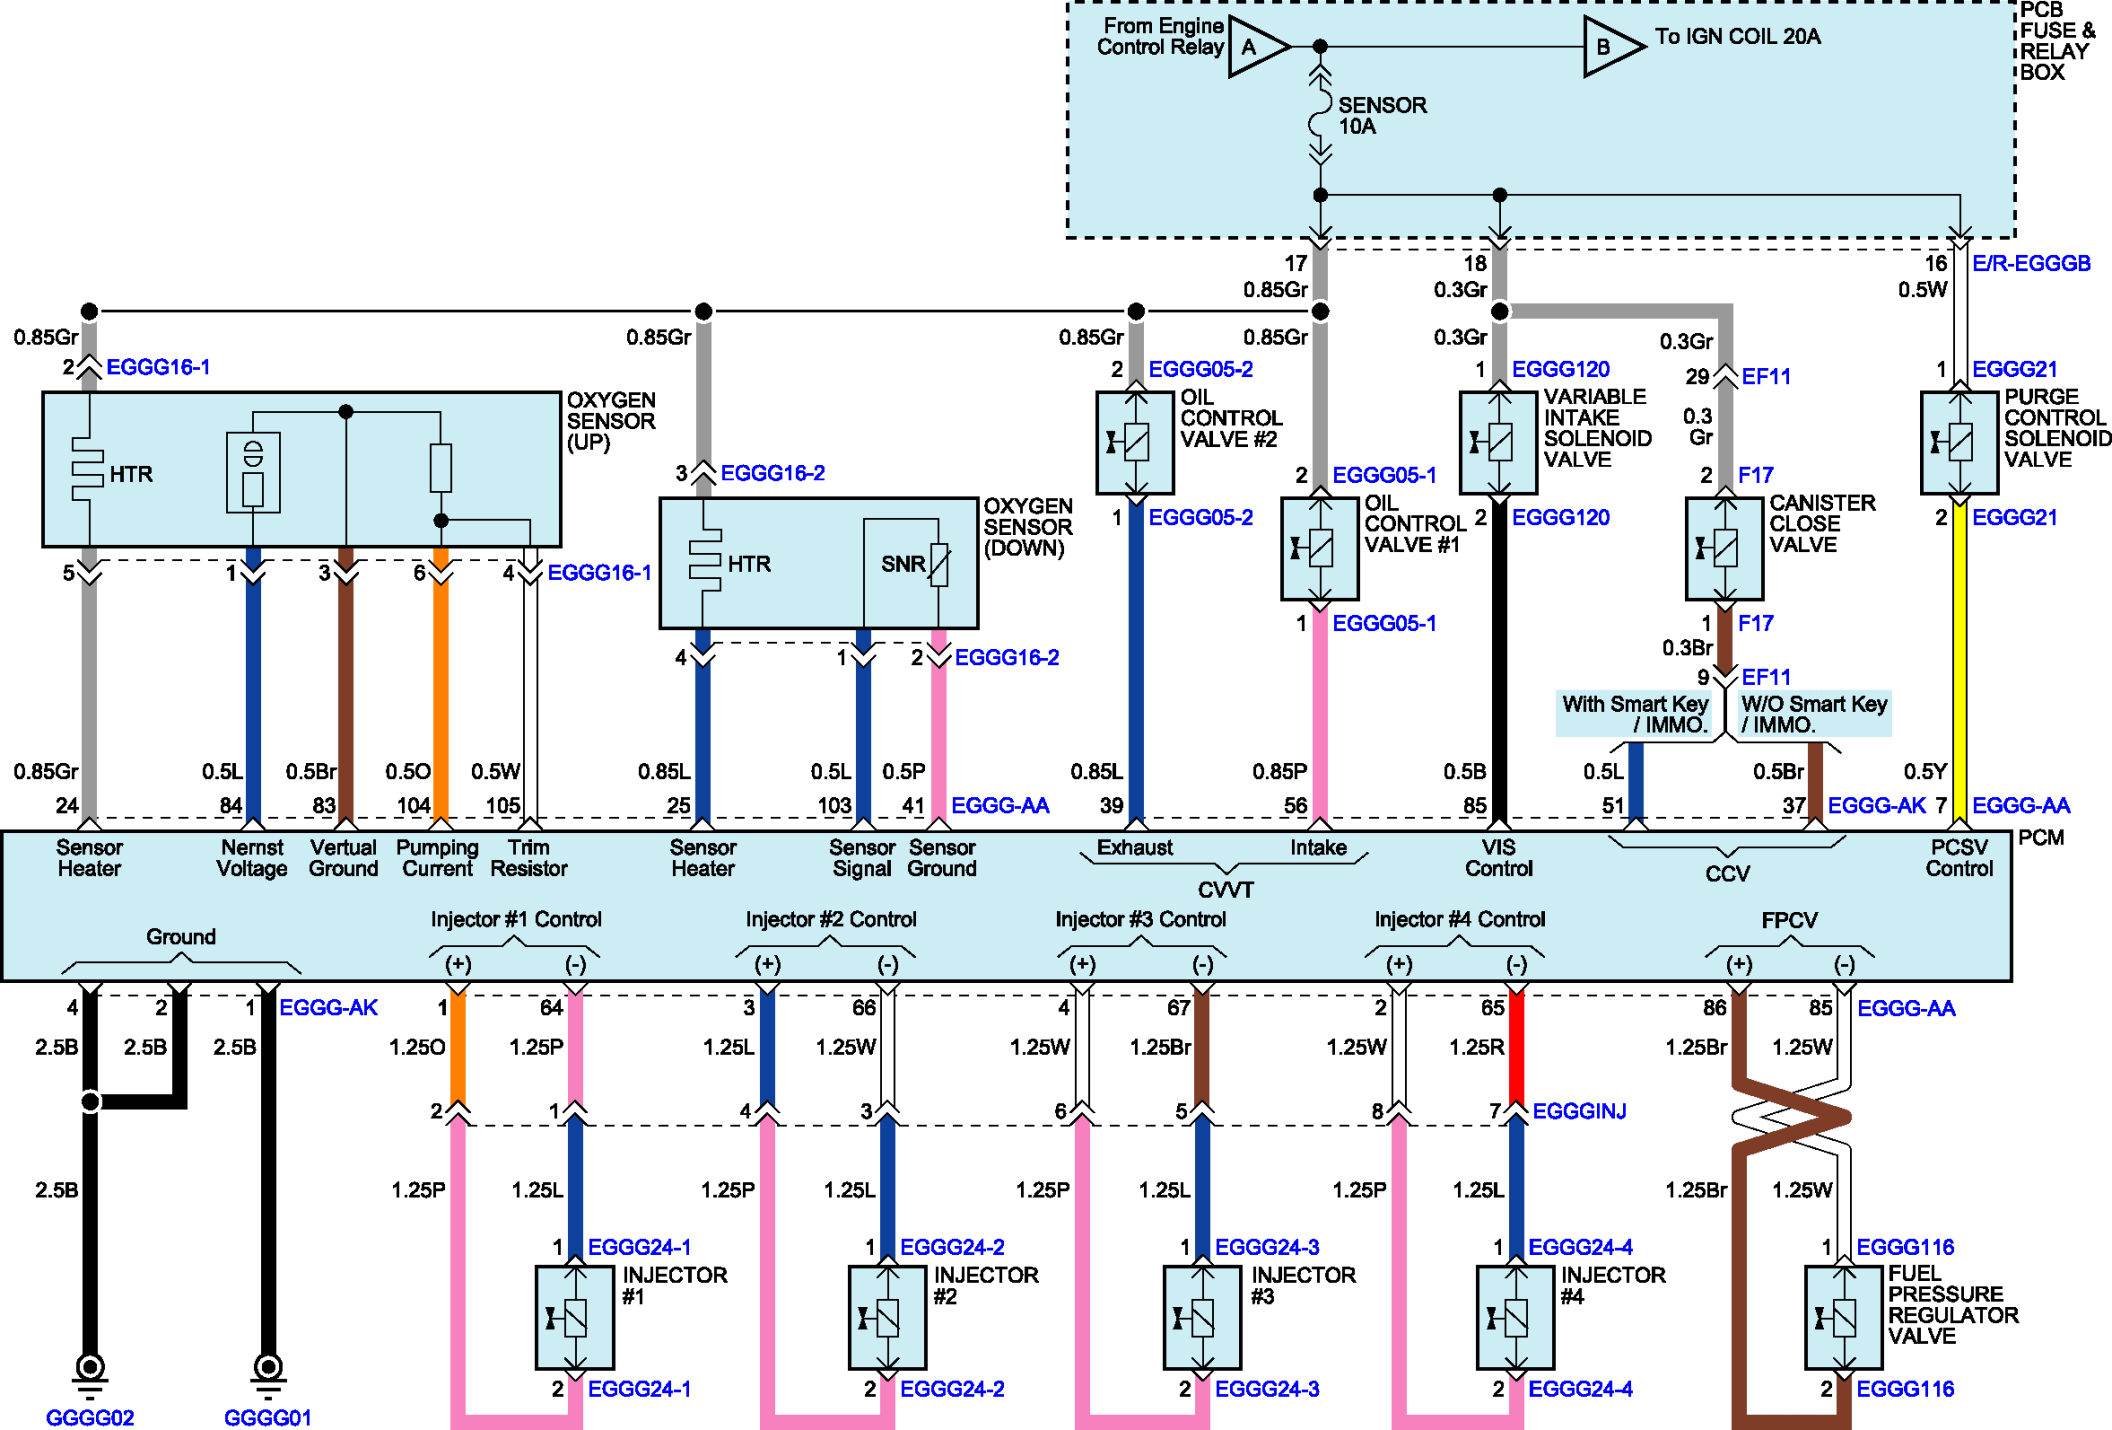 From Engine
Control Relay
A
B
To IGN COIL 20A
PCB
FUSE &
RELAY
BOX
SENSOR
10A
17
18
16
E/R-EGGGB
0.85Gr
0.3Gr
0.5W
0.85Gr
0.85Gr
0.85Gr
0.85Gr
0.3Gr
0.3Gr
2
EGGG16-1
2
EGGG05-2
1
EGGG120
29
EF11
1
EGGG21
OXYGEN
SENSOR
(UP)
OIL
CONTROL
VALVE #2
VARIABLE
INTAKE
SOLENOID
VALVE
0.3
Gr
PURGE
CONTROL
SOLENOID
VALVE
HTR
3
EGGG16-2
2
EGGG05-1
2
F17
OXYGEN
SENSOR
(DOWN)
1
EGGG05-2
OIL
CONTROL
VALVE #1
2
EGGG120
CANISTER
CLOSE
VALVE
2
EGGG21
HTR
SNR
5
1
3
6
4
EGGG16-1
1
EGGG05-1
1
F17
0.3Br
4
1
2
EGGG16-2
9
EF11
With Smart Key
/ IMMO.
W/O Smart Key
/ IMMO.
0.85Gr
0.5L
0.5Br
0.5O
0.5W
0.85L
0.5L
0.5P
0.85L
0.85P
0.5B
0.5L
0.5Br
0.5Y
24
84
83
104
105
25
103
41
EGGG-AA
39
56
85
51
37
EGGG-AK
7
EGGG-AA
PCM
Sensor
Heater
Nernst
Voltage
Vertual
Ground
Pumping
Current
Trim
Resistor
Sensor
Heater
Sensor
Signal
Sensor
Ground
Exhaust
Intake
CVVT
VIS
Control
CCV
PCSV
Control
Ground
Injector #1 Control
Injector #2 Control
Injector #3 Control
Injector #4 Control
FPCV
(+)
(-)
(+)
(-)
(+)
(-)
(+)
(-)
(+)
(-)
4
2
1
EGGG-AK
1
64
3
66
4
67
2
65
86
85
EGGG-AA
2.5B
2.5B
2.5B
1.25O
1.25P
1.25L
1.25W
1.25W
1.25Br
1.25W
1.25R
1.25Br
1.25W
2
1
4
3
6
5
8
7
EGGGINJ
2.5B
1.25P
1.25L
1.25P
1.25L
1.25P
1.25L
1.25P
1.25L
1.25Br
1.25W
1
EGGG24-1
1
EGGG24-2
1
EGGG24-3
1
EGGG24-4
1
EGGG116
INJECTOR
#1
INJECTOR
#2
INJECTOR
#3
INJECTOR
#4
FUEL
PRESSURE
REGULATOR
VALVE
2
EGGG24-1
2
EGGG24-2
2
EGGG24-3
2
EGGG24-4
2
EGGG116
GGGG02
GGGG01